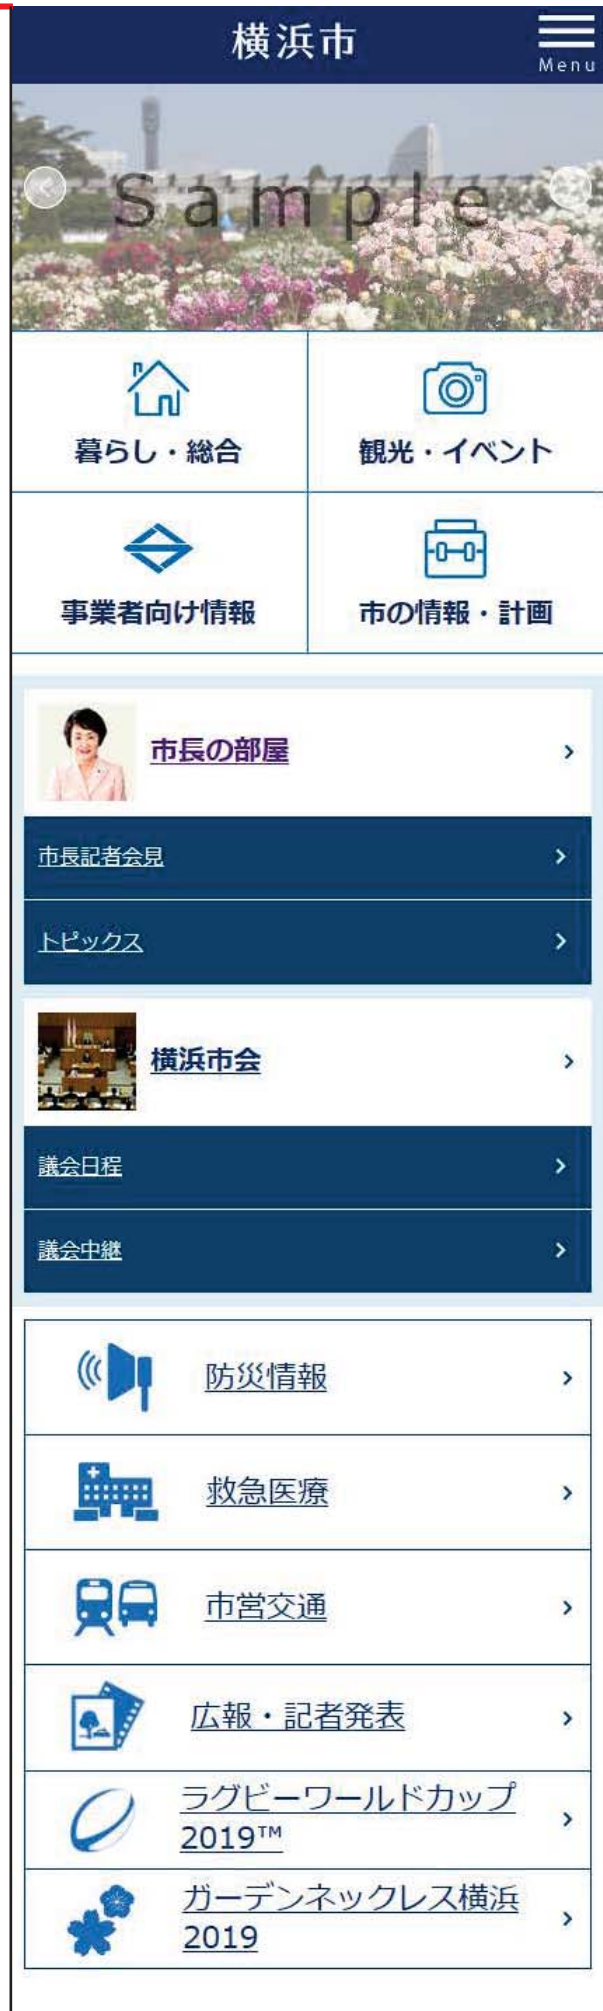 横浜市
Menu
Sample
暮らし・総合
観光・イベント
事業者向け情報
市の情報・計画
市長の部屋
市長記者会見
トピックス
横浜市会
議会日程
議会中継
防災情報
救急医療
市営交通
広報・記者発表
ラグビーワールドカップ
2019™
ガーデンネックレス横浜
2019